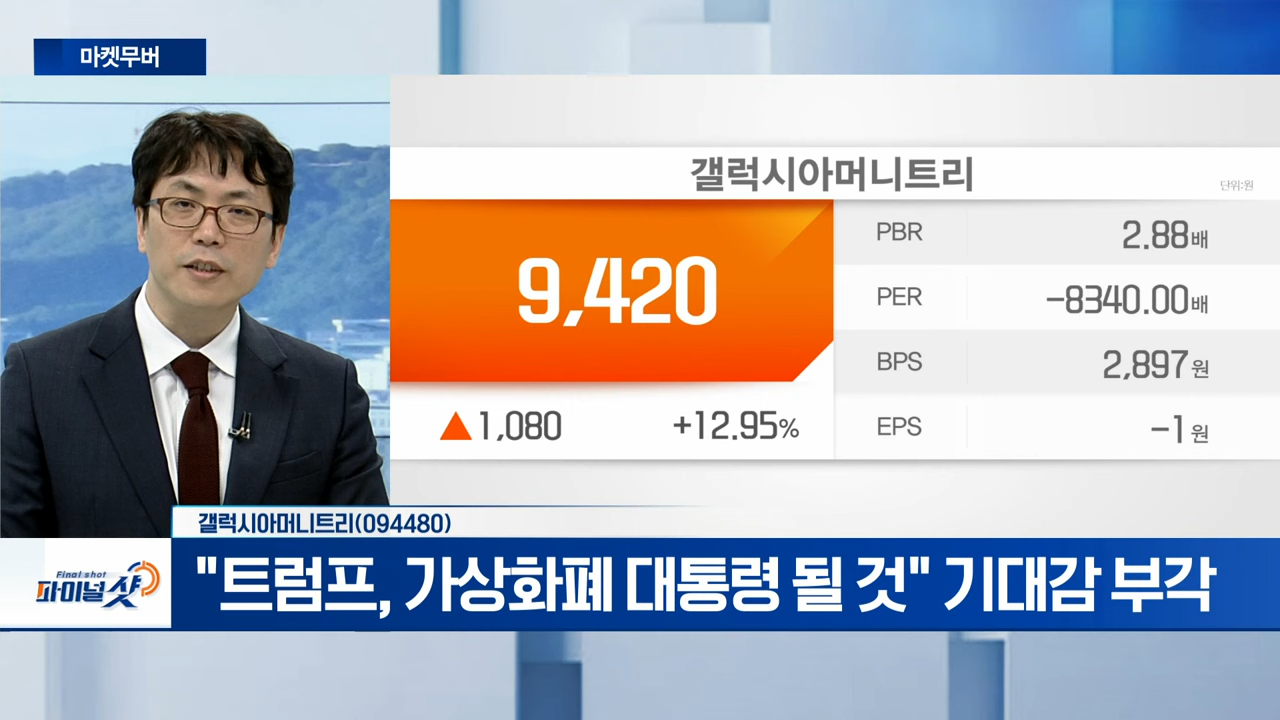 마켓무버
갤럭시아머니트리
단위:원
9,420
▲1,080 +12.95%
PBR 2.88배
PER -8340.00배
BPS 2,897원
EPS -1원
갤럭시아머니트리(094480)
Final shot
파이널샷
"트럼프, 가상화폐 대통령 될 것" 기대감 부각